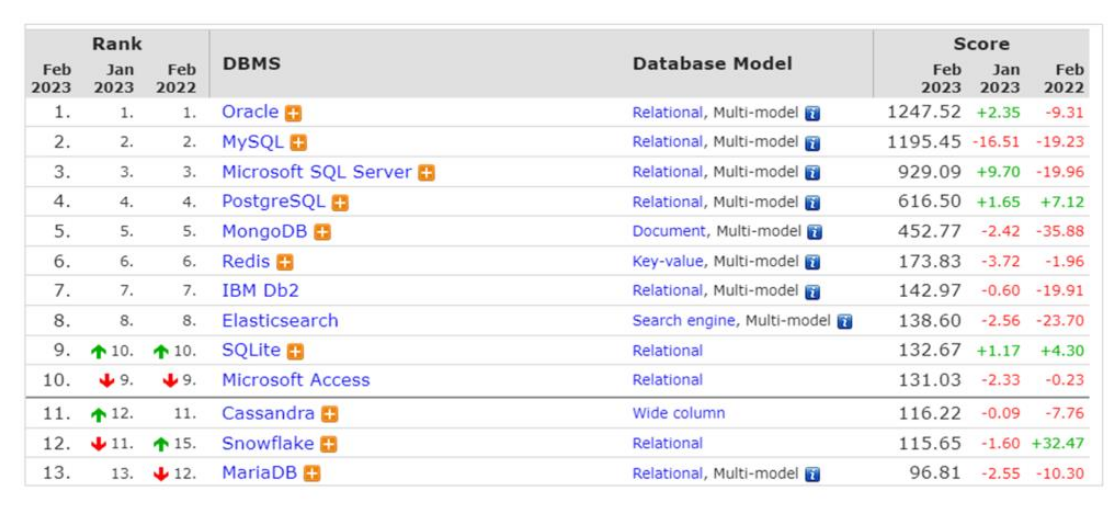 Rank Score
Feb 2023 Jan 2023 Feb 2022 DBMS Database Model Feb 2023 Jan 2023 Feb 2022
1. 1. 1. Oracle Relational, Multi-model 1247.52 +2.35 -9.31
2. 2. 2. MySQL Relational, Multi-model 1195.45 -16.51 -19.23
3. 3. 3. Microsoft SQL Server Relational, Multi-model 929.09 +9.70 -19.96
4. 4. 4. PostgreSQL Relational, Multi-model 616.50 +1.65 +7.12
5. 5. 5. MongoDB Document, Multi-model 452.77 -2.42 -35.88
6. 6. 6. Redis Key-value, Multi-model 173.83 -3.72 -1.96
7. 7. 7. IBM Db2 Relational, Multi-model 142.97 -0.60 -19.91
8. 8. 8. Elasticsearch Search engine, Multi-model 138.60 -2.56 -23.70
9. 10. 10. SQLite Relational 132.67 +1.17 +4.30
10. 9. 9. Microsoft Access Relational 131.03 -2.33 -0.23
11. 12. 11. Cassandra Wide column 116.22 -0.09 -7.76
12. 11. 15. Snowflake Relational 115.65 -1.60 +32.47
13. 13. 12. MariaDB Relational, Multi-model 96.81 -2.55 -10.30